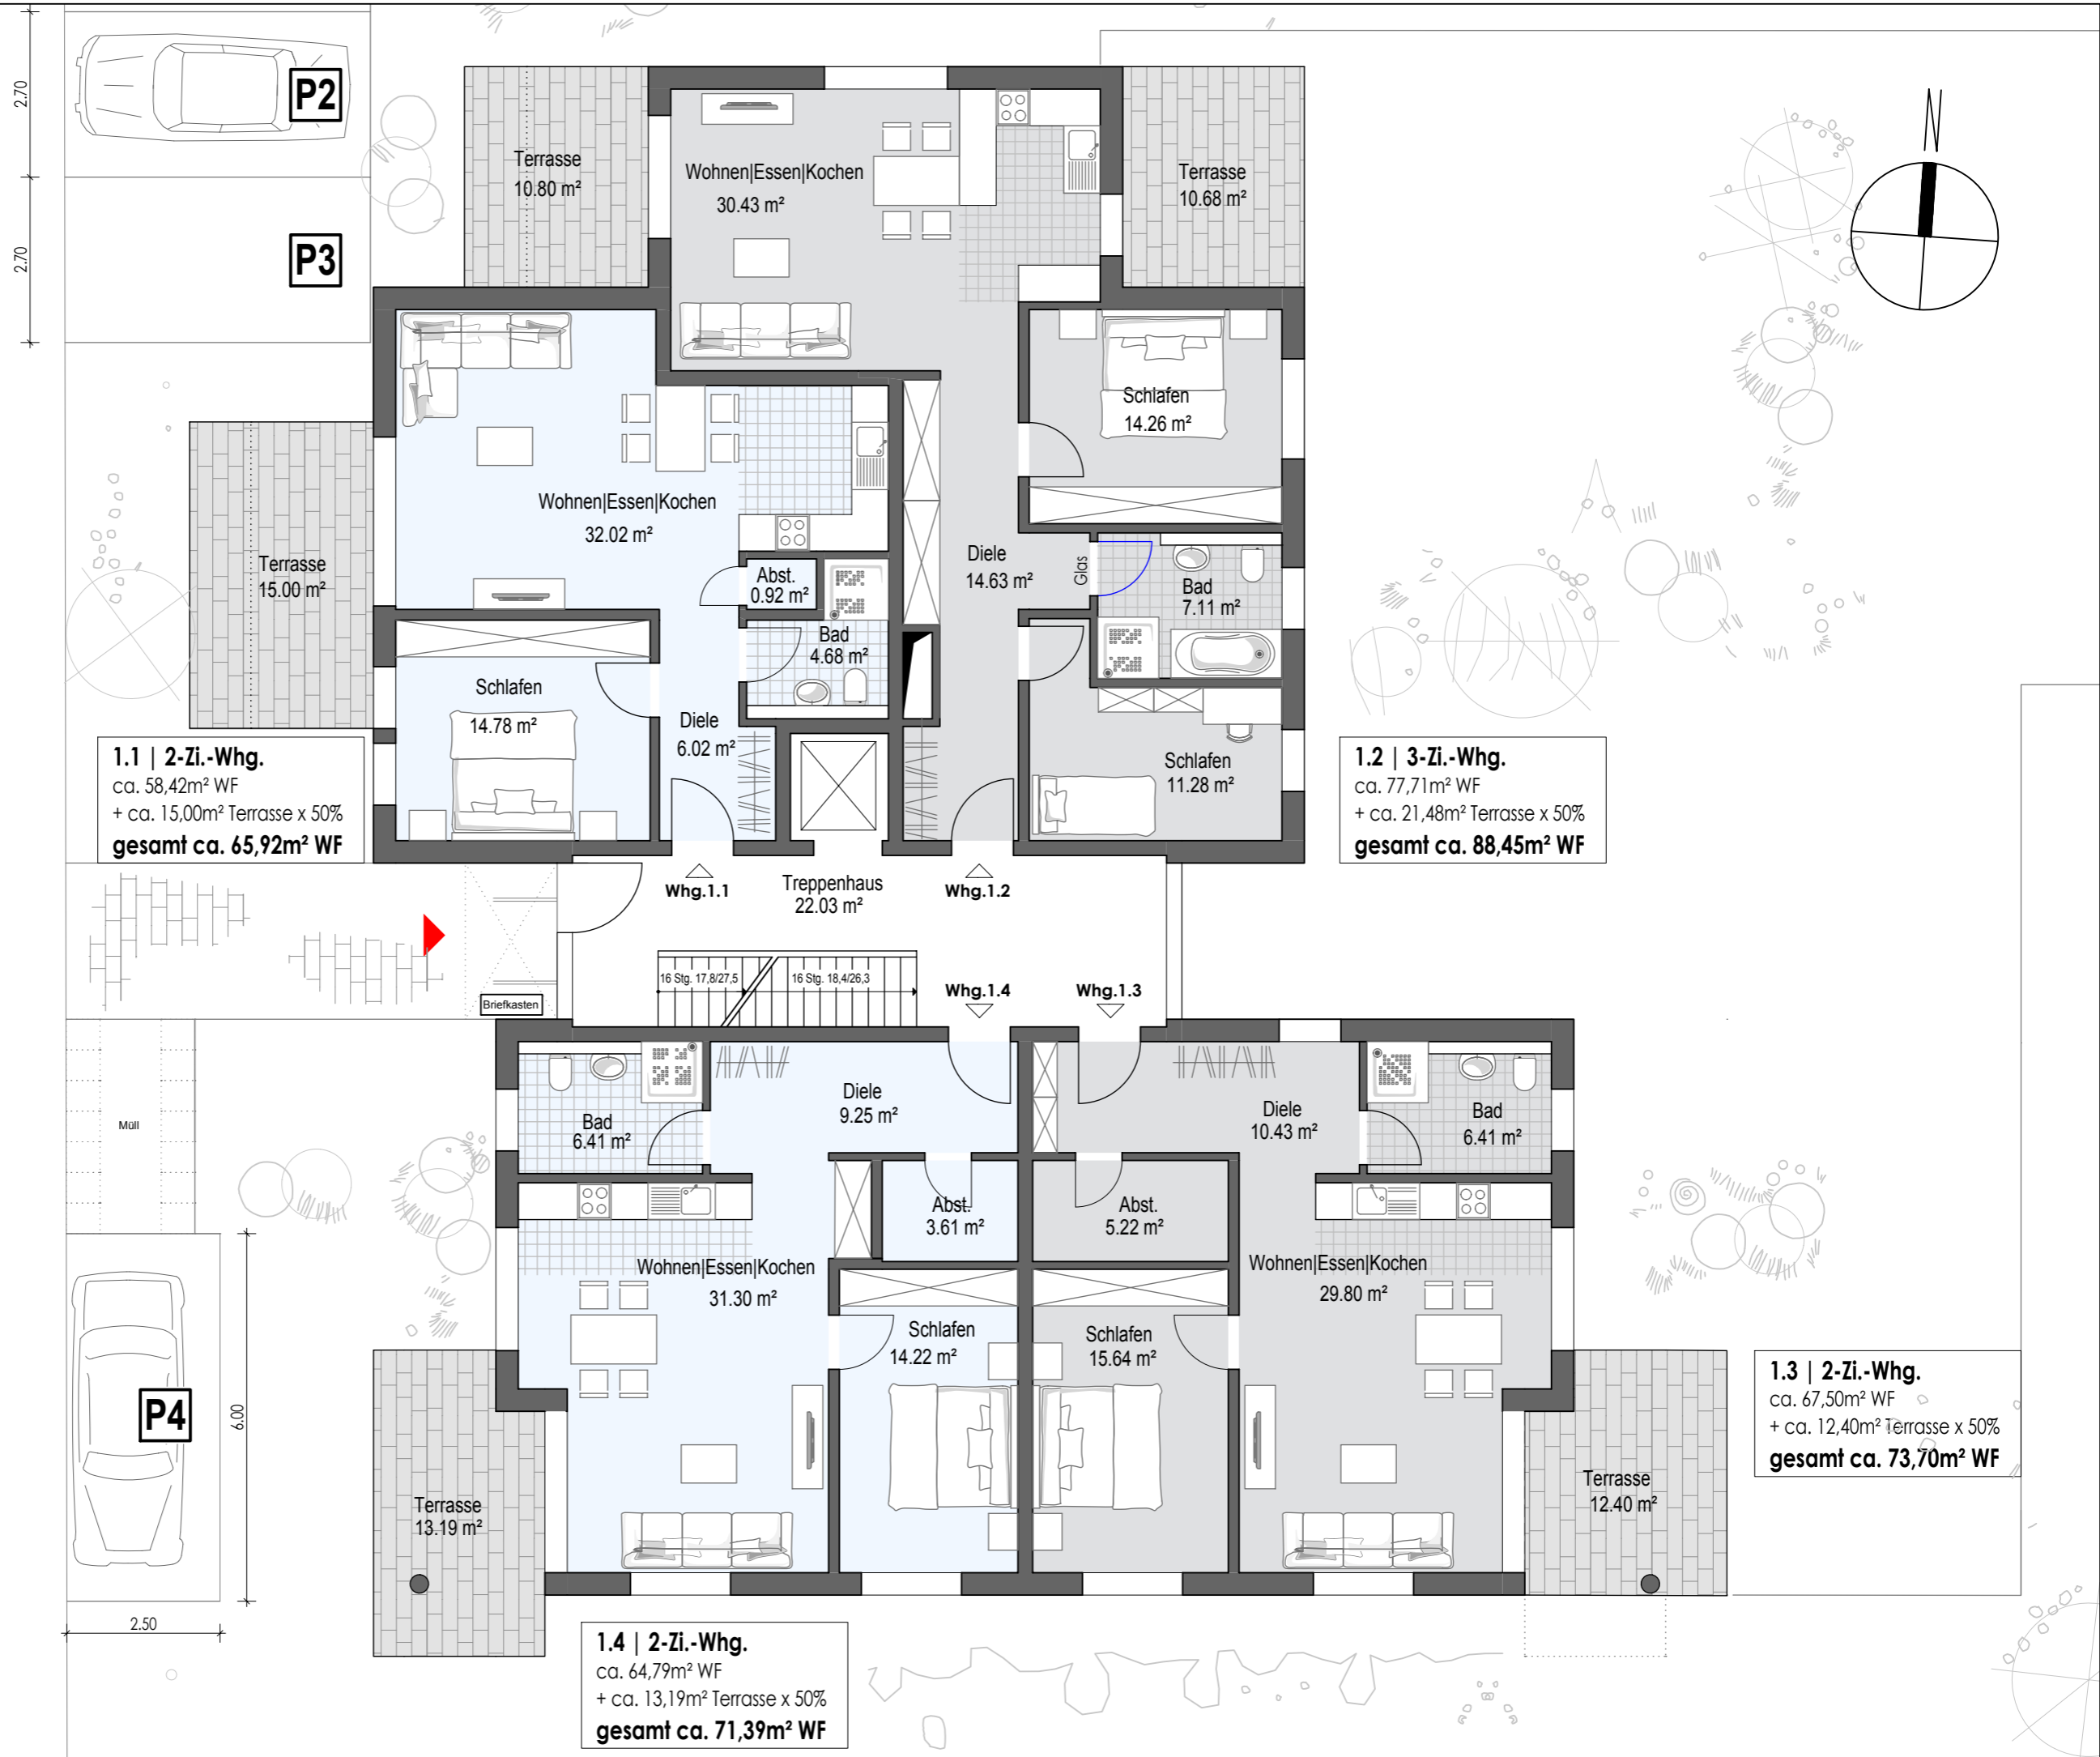 2.70
P2
2.70
P3
Terrasse
10.80 m²
Wohnen|Essen|Kochen
30.43 m²
Terrasse
10.68 m²
N
Schlafen
14.26 m²
Wohnen|Essen|Kochen
32.02 m²
Terrasse
15.00 m²
Abst.
0.92 m²
Diele
14.63 m²
Glas
Bad
7.11 m²
Bad
4.68 m²
Schlafen
14.78 m²
Diele
6.02 m²
Schlafen
11.28 m²
1.1 | 2-Zi.-Whg.
ca. 58,42m² WF
+ ca. 15,00m² Terrasse x 50%
gesamt ca. 65,92m² WF
1.2 | 3-Zi.-Whg.
ca. 77,71m² WF
+ ca. 21,48m² Terrasse x 50%
gesamt ca. 88,45m² WF
Whg.1.1
Treppenhaus
22.03 m²
Whg.1.2
16 Stg. 17,8/27,5
16 Stg. 18,4/26,3
Briefkasten
Whg.1.4
Whg.1.3
Müll
Bad
6.41 m²
Diele
9.25 m²
Diele
10.43 m²
Bad
6.41 m²
Abst.
3.61 m²
Abst.
5.22 m²
Wohnen|Essen|Kochen
31.30 m²
Wohnen|Essen|Kochen
29.80 m²
Schlafen
14.22 m²
Schlafen
15.64 m²
P4
6.00
2.50
Terrasse
13.19 m²
Terrasse
12.40 m²
1.3 | 2-Zi.-Whg.
ca. 67,50m² WF
+ ca. 12,40m² Terrasse x 50%
gesamt ca. 73,70m² WF
1.4 | 2-Zi.-Whg.
ca. 64,79m² WF
+ ca. 13,19m² Terrasse x 50%
gesamt ca. 71,39m² WF